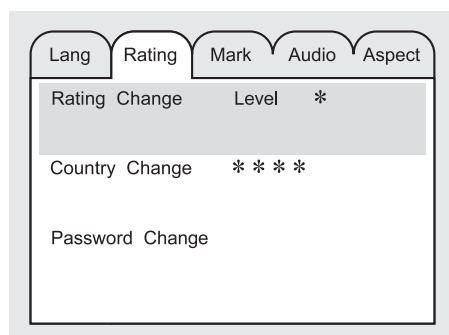 Lang Rating Mark Audio Aspect
Rating Change Level *
Country Change ****
Password Change